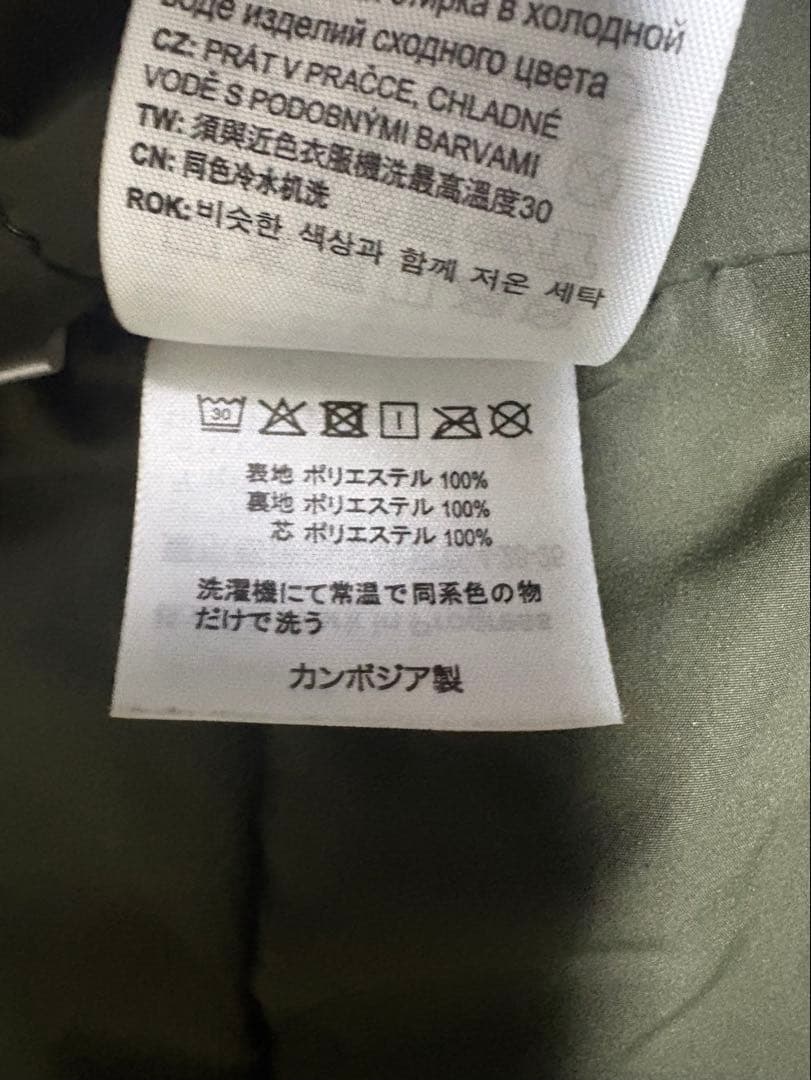 стирка в холодной
воде изделий сходного цвета
CZ: PRÁT V PRAČCE, CHLADNÉ
VODĚ S PODOBNÝMI BARVAMI
TW: 須與近色衣服機洗最高溫度30
CN: 同色冷水机洗
ROK: 비슷한 색상과 함께 저온 세탁
30
表地 ポリエステル 100%
裏地 ポリエステル 100%
芯 ポリエステル 100%
洗濯機にて常温で同系色の物
だけで洗う
カンボジア製